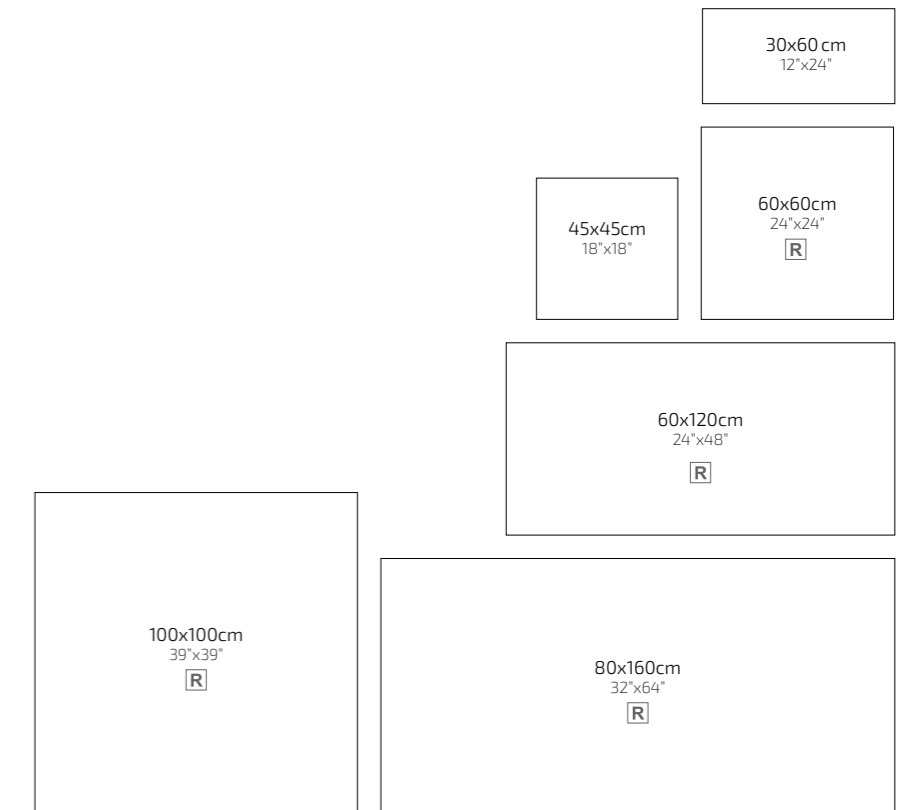 30x60 cm
12”x24”
45x45cm
18”x18”
60x60cm
24”x24”
R
60x120cm
24”x48”
R
100x100cm
39”x39”
R
80x160cm
32”x64”
R